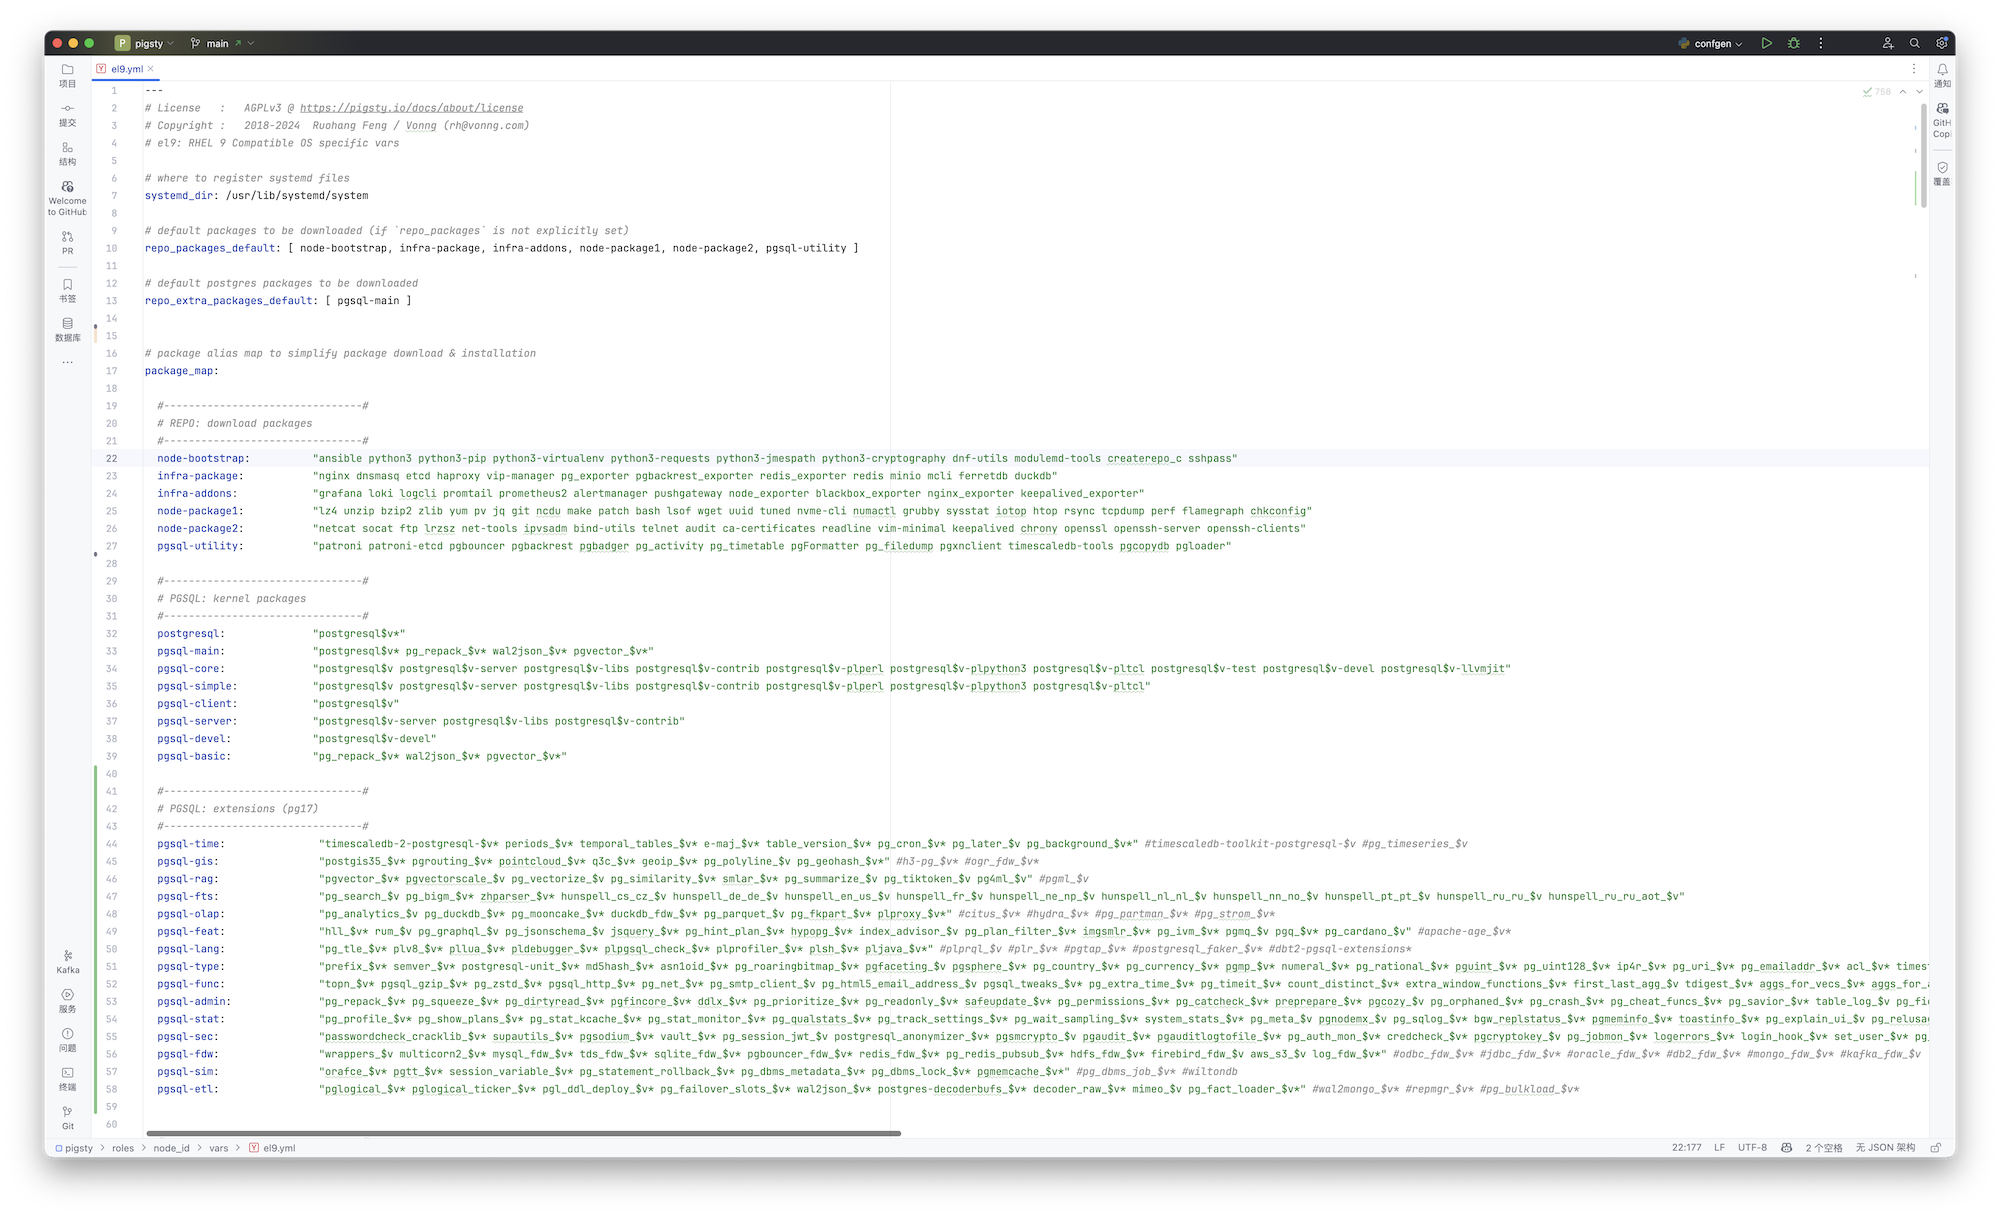 P pigsty main confgen
项目
提交
结构
Welcome
to GitHub
PR
书签
数据库
...
Kafka
服务
问题
终端
Git
el9.yml
758
通知
GitH
Copi
覆盖
1 ---
2 # License   :   AGPLv3 @ https://pigsty.io/docs/about/license
3 # Copyright :   2018-2024  Ruohang Feng / Vonng (rh@vonng.com)
4 # el9: RHEL 9 Compatible OS specific vars
5
6 # where to register systemd files
7 systemd_dir: /usr/lib/systemd/system
8
9 # default packages to be downloaded (if `repo_packages` is not explicitly set)
10 repo_packages_default: [ node-bootstrap, infra-package, infra-addons, node-package1, node-package2, pgsql-utility ]
11
12 # default postgres packages to be downloaded
13 repo_extra_packages_default: [ pgsql-main ]
14
15
16 # package alias map to simplify package download & installation
17 package_map:
18
19 #--------------------------------#
20 # REPO: download packages
21 #--------------------------------#
22 node-bootstrap: "ansible python3 python3-pip python3-virtualenv python3-requests python3-jmespath python3-cryptography dnf-utils modulemd-tools createrepo_c sshpass"
23 infra-package: "nginx dnsmasq etcd haproxy vip-manager pg_exporter pgbackrest_exporter redis_exporter redis minio mcli ferretdb duckdb"
24 infra-addons: "grafana loki logcli promtail prometheus2 alertmanager pushgateway node_exporter blackbox_exporter nginx_exporter keepalived_exporter"
25 node-package1: "lz4 unzip bzip2 zlib yum pv jq git ncdu make patch bash lsof wget uuid tuned nvme-cli numactl grubby sysstat iotop htop rsync tcpdump perf flamegraph chkconfig"
26 node-package2: "netcat socat ftp lrzsz net-tools ipvsadm bind-utils telnet audit ca-certificates readline vim-minimal keepalived chrony openssl openssh-server openssh-clients"
27 pgsql-utility: "patroni patroni-etcd pgbouncer pgbackrest pgbadger pg_activity pg_timetable pgFormatter pg_filedump pgxnclient timescaledb-tools pgcopydb pgloader"
28
29 #--------------------------------#
30 # PGSQL: kernel packages
31 #--------------------------------#
32 postgresql: "postgresql$v*"
33 pgsql-main: "postgresql$v* pg_repack_$v* wal2json_$v* pgvector_$v*"
34 pgsql-core: "postgresql$v postgresql$v-server postgresql$v-libs postgresql$v-contrib postgresql$v-plperl postgresql$v-plpython3 postgresql$v-pltcl postgresql$v-test postgresql$v-devel postgresql$v-llvmjit"
35 pgsql-simple: "postgresql$v postgresql$v-server postgresql$v-libs postgresql$v-contrib postgresql$v-plperl postgresql$v-plpython3 postgresql$v-pltcl"
36 pgsql-client: "postgresql$v"
37 pgsql-server: "postgresql$v-server postgresql$v-libs postgresql$v-contrib"
38 pgsql-devel: "postgresql$v-devel"
39 pgsql-basic: "pg_repack_$v* wal2json_$v* pgvector_$v*"
40
41 #--------------------------------#
42 # PGSQL: extensions (pg17)
43 #--------------------------------#
44 pgsql-time: "timescaledb-2-postgresql-$v* periods_$v* temporal_tables_$v* e-maj_$v* table_version_$v* pg_cron_$v* pg_later_$v pg_background_$v*" #timescaledb-toolkit-postgresql-$v #pg_timeseries_$v
45 pgsql-gis: "postgis35_$v* pgrouting_$v* pointcloud_$v* q3c_$v* geoip_$v* pg_polyline_$v pg_geohash_$v*" #h3-pg_$v* #ogr_fdw_$v*
46 pgsql-rag: "pgvector_$v* pgvectorscale_$v pg_vectorize_$v pg_similarity_$v* smlar_$v* pg_summarize_$v pg_tiktoken_$v pg4ml_$v" #pgml_$v
47 pgsql-fts: "pg_search_$v pg_bigm_$v* zhparser_$v* hunspell_cs_cz_$v hunspell_de_de_$v hunspell_en_us_$v hunspell_fr_$v hunspell_ne_np_$v hunspell_nl_nl_$v hunspell_nn_no_$v hunspell_pt_pt_$v hunspell_ru_ru_$v hunspell_ru_ru_aot_$v"
48 pgsql-olap: "pg_analytics_$v pg_duckdb_$v* pg_mooncake_$v* duckdb_fdw_$v* pg_parquet_$v pg_fkpart_$v* plproxy_$v*" #citus_$v* #hydra_$v* #pg_partman_$v* #pg_strom_$v*
49 pgsql-feat: "hll_$v* rum_$v* pg_graphql_$v pg_jsonschema_$v jsquery_$v* pg_hint_plan_$v* hypopg_$v* index_advisor_$v* pg_plan_filter_$v* imgsmlr_$v* pg_ivm_$v* pgmq_$v* pgq_$v* pg_cardano_$v" #apache-age_$v*
50 pgsql-lang: "pg_tle_$v* plv8_$v* pllua_$v* pldebugger_$v* plpgsql_check_$v* plprofiler_$v* plsh_$v* pljava_$v*" #plprql_$v #plr_$v* #pgtap_$v* #postgresql_faker_$v* #dbt2-pgsql-extensions*
51 pgsql-type: "prefix_$v* semver_$v* postgresql-unit_$v* md5hash_$v* asn1oid_$v* pg_roaringbitmap_$v* pgfaceting_$v pgsphere_$v* pg_country_$v* pg_currency_$v* pgmp_$v* numeral_$v* pg_rational_$v* pguint_$v* pg_uint128_$v* ip4r_$v* pg_uri_$v* pg_emailaddr_$v* acl_$v* times
52 pgsql-func: "topn_$v* pgsql_gzip_$v* pg_zstd_$v* pgsql_http_$v* pg_net_$v* pg_smtp_client_$v pg_html5_email_address_$v pgsql_tweaks_$v* pg_extra_time_$v* pg_timeit_$v* count_distinct_$v* extra_window_functions_$v* first_last_agg_$v tdigest_$v* aggs_for_vecs_$v* aggs_for_a
53 pgsql-admin: "pg_repack_$v* pg_squeeze_$v* pg_dirtyread_$v* pgfincore_$v* ddlx_$v* pg_prioritize_$v* pg_readonly_$v* safeupdate_$v* pg_permissions_$v* pg_catcheck_$v* preprepare_$v* pgcozy_$v pg_orphaned_$v* pg_crash_$v* pg_cheat_funcs_$v* pg_savior_$v* table_log_$v* pg_fi
54 pgsql-stat: "pg_profile_$v* pg_show_plans_$v* pg_stat_kcache_$v* pg_stat_monitor_$v* pg_qualstats_$v* pg_track_settings_$v* pg_wait_sampling_$v* system_stats_$v* pg_meta_$v pgnodemx_$v* pg_sqlog_$v* bgw_replstatus_$v* pgmeminfo_$v* toastinfo_$v* pg_explain_ui_$v* pg_relusa
55 pgsql-sec: "passwordcheck_cracklib_$v* supautils_$v* pgsodium_$v* vault_$v* pg_session_jwt_$v postgresql_anonymizer_$v* pgsmcrypto_$v* pgaudit_$v* pgauditlogtofile_$v* pg_auth_mon_$v* credcheck_$v* pgcryptokey_$v pg_jobmon_$v* logerrors_$v* login_hook_$v* set_user_$v* pg_
56 pgsql-fdw: "wrappers_$v multicorn2_$v* mysql_fdw_$v* tds_fdw_$v* sqlite_fdw_$v* pgbouncer_fdw_$v* redis_fdw_$v* pg_redis_pubsub_$v* hdfs_fdw_$v* firebird_fdw_$v aws_s3_$v log_fdw_$v*" #odbc_fdw_$v* #jdbc_fdw_$v* #oracle_fdw_$v* #db2_fdw_$v* #mongo_fdw_$v* #kafka_fdw_$v
57 pgsql-sim: "orafce_$v* pgtt_$v* session_variable_$v* pg_statement_rollback_$v* pg_dbms_metadata_$v* pg_dbms_lock_$v* pgmemcache_$v*" #pg_dbms_job_$v* #wiltondb
58 pgsql-etl: "pglogical_$v* pglogical_ticker_$v* pgl_ddl_deploy_$v* pg_failover_slots_$v* wal2json_$v* postgres-decoderbufs_$v* decoder_raw_$v* mimeo_$v pg_fact_loader_$v*" #wal2mongo_$v* #repmgr_$v* #pg_bulkload_$v*
59
60
pigsty > roles > node_id > vars > el9.yml
22:177 LF UTF-8 2 个空格 无 JSON 架构